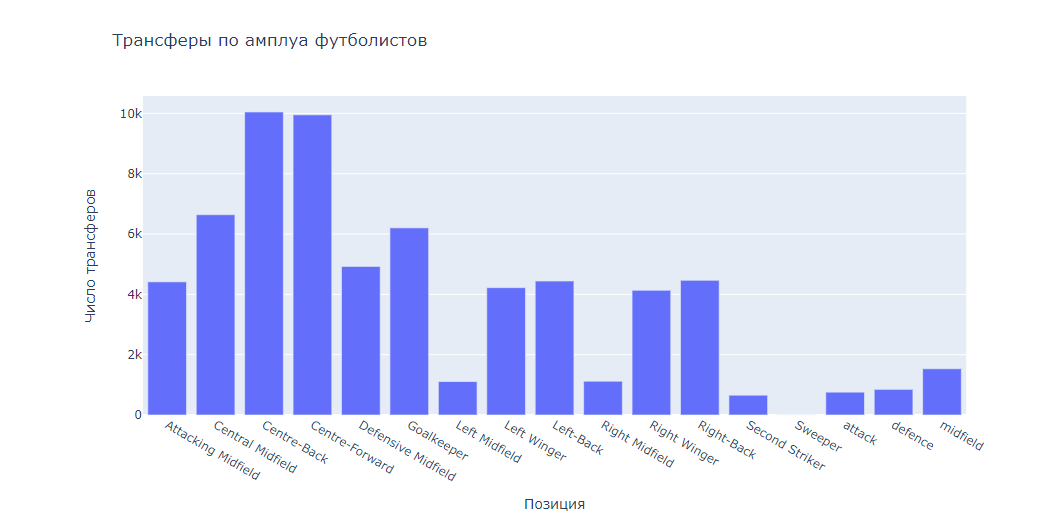 Трансферы по амплуа футболистов
10k
8k
6k
4k
2k
0
Число трансферов
Attacking Midfield
Central Midfield
Centre-Back
Centre-Forward
Defensive Midfield
Goalkeeper
Left Midfield
Left Winger
Left-Back
Right Midfield
Right Winger
Right-Back
Second Striker
Sweeper
attack
defence
midfield
Позиция